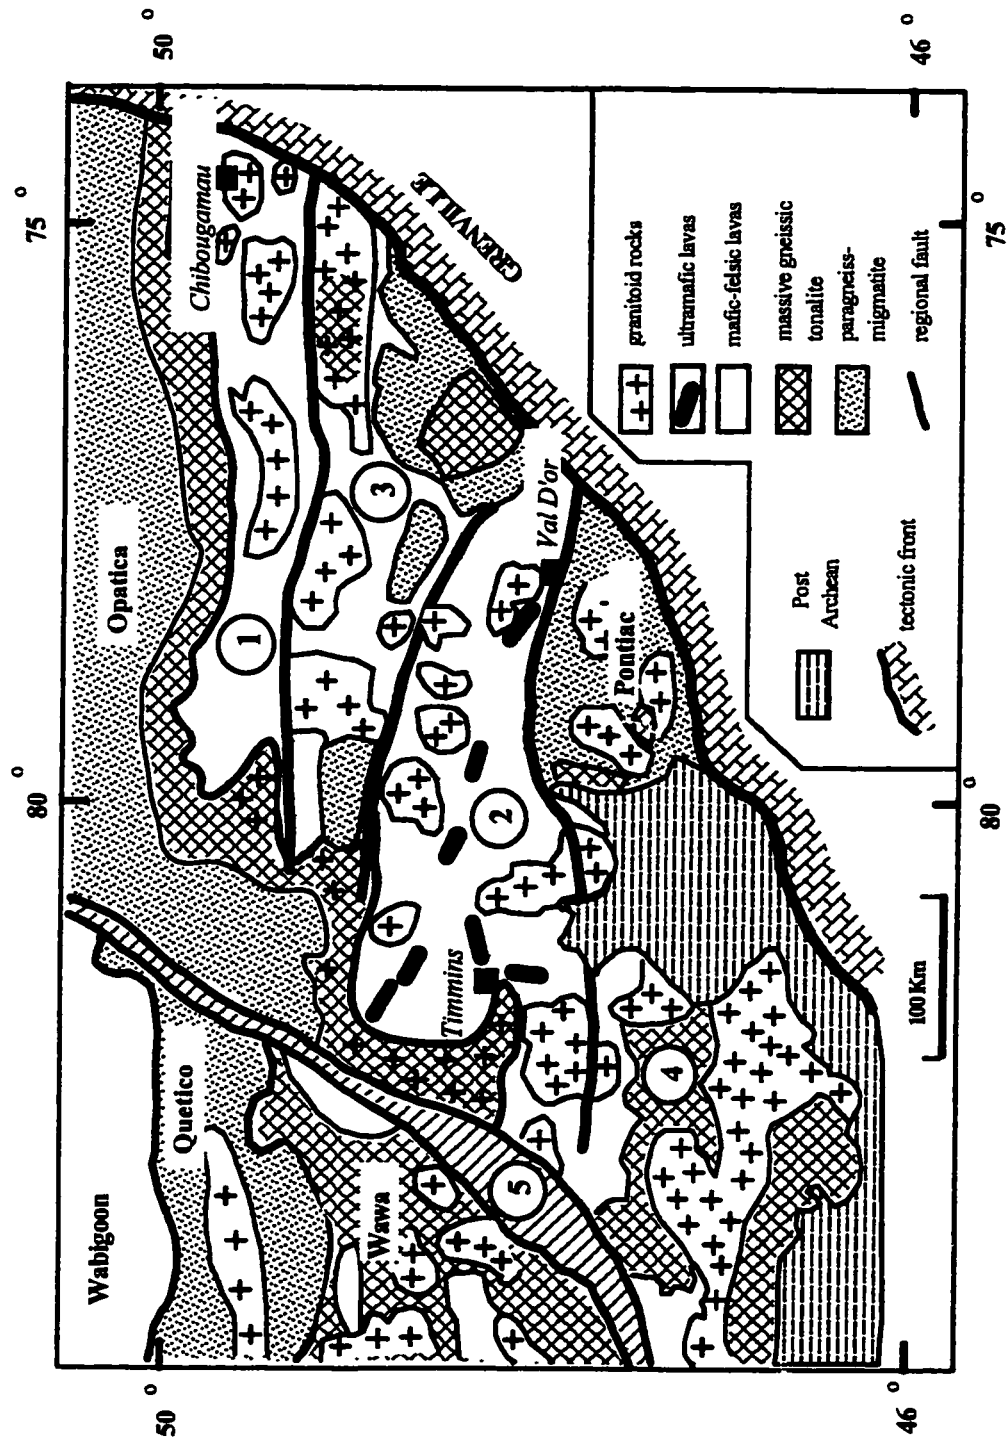 75°
80°
50°
46°
Chibougamau
GRENVILLE
Opatica
1
3
Val D'or
Pontiac
2
Timmins
Quetico
Wabigoon
Wawa
4
5
50°
46°
75°
80°
100 Km
Post
Archean
tectonic front
granitoid rocks
ultramafic lavas
mafic-felsic lavas
massive gneissic
tonalite
paragneiss-
migmatite
regional fault